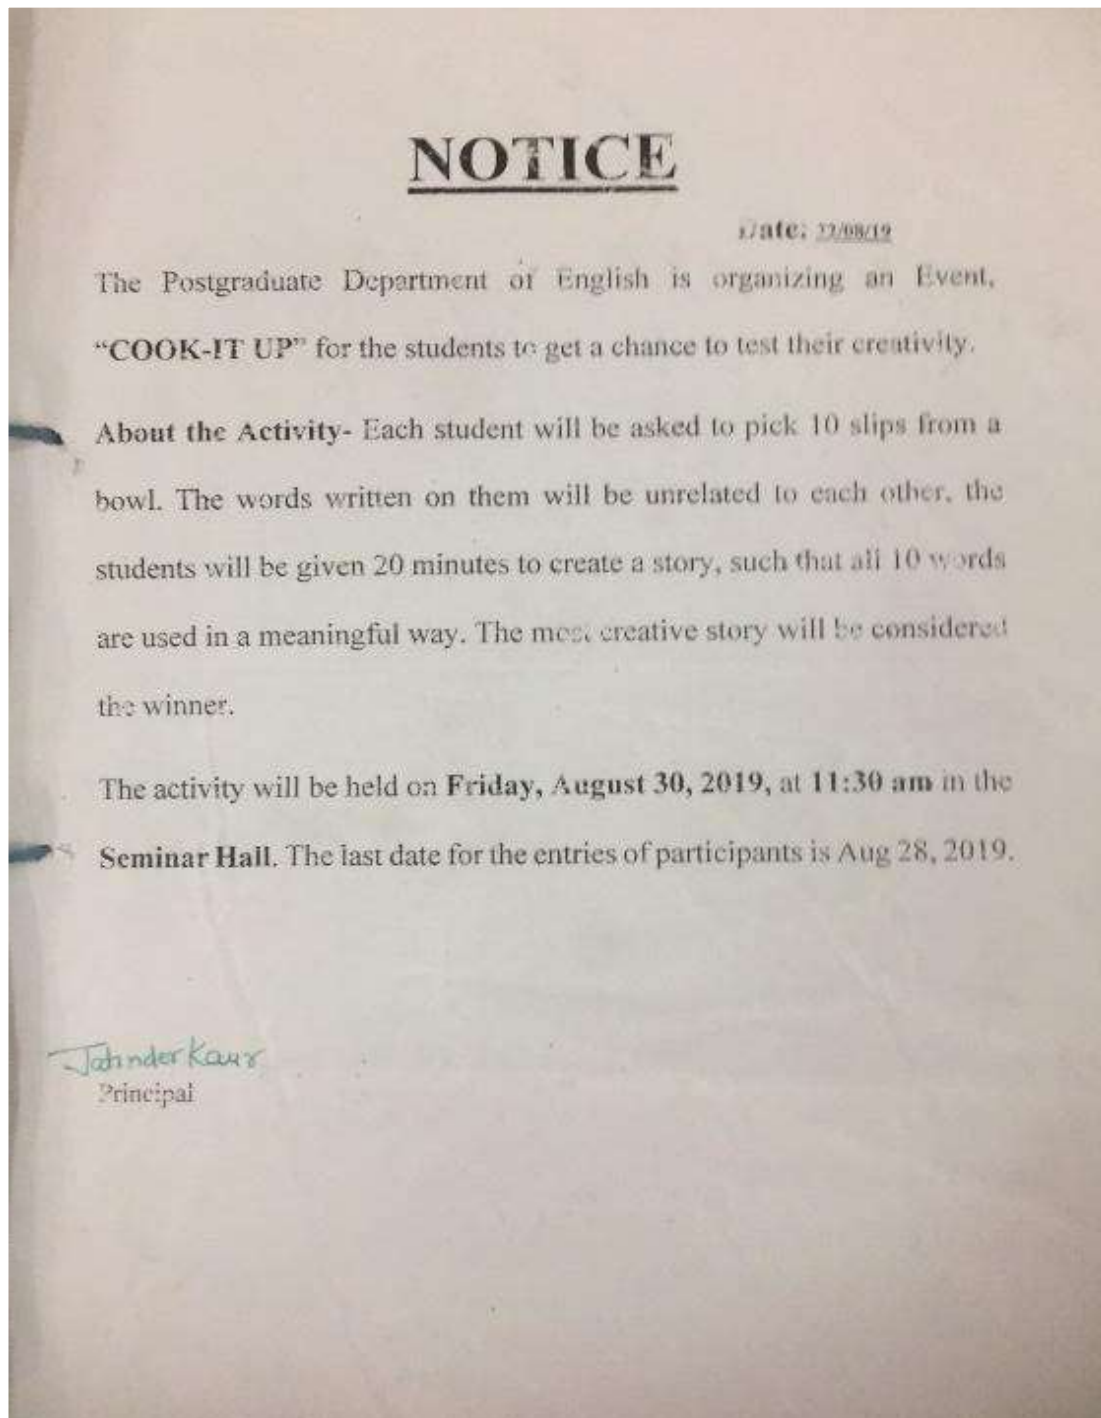 NOTICE
Date: 22/08/19
The Postgraduate Department of English is organizing an Event,
“COOK-IT UP” for the students to get a chance to test their creativity.
About the Activity- Each student will be asked to pick 10 slips from a
bowl. The words written on them will be unrelated to each other, the
students will be given 20 minutes to create a story, such that all 10 words
are used in a meaningful way. The most creative story will be considered
the winner.
The activity will be held on Friday, August 30, 2019, at 11:30 am in the
Seminar Hall. The last date for the entries of participants is Aug 28, 2019.
Kaur
Principal